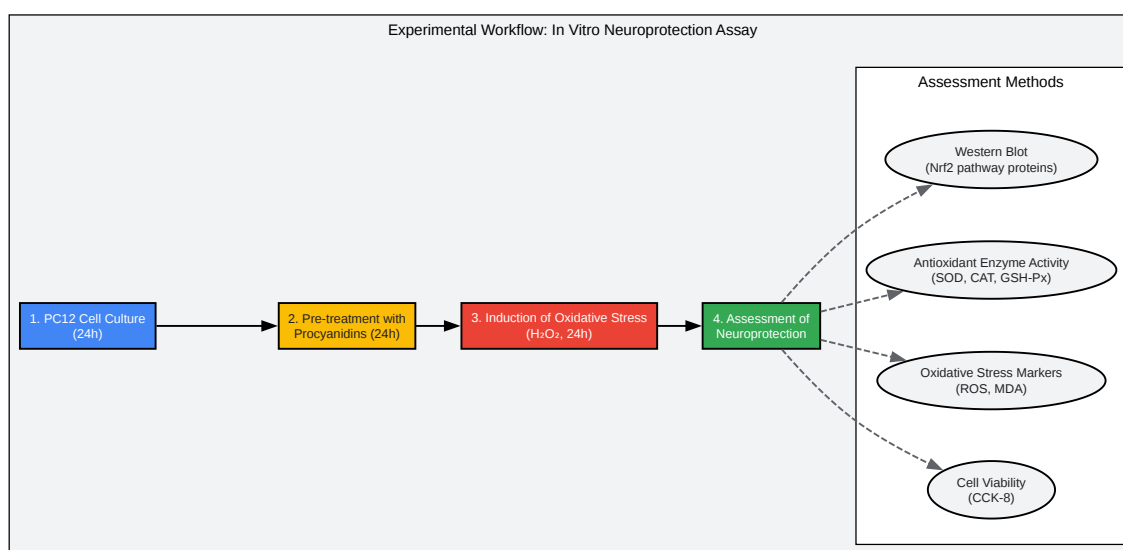 Experimental Workflow: In Vitro Neuroprotection Assay
Assessment Methods
1. PC12 Cell Culture
(24h)
2. Pre-treatment with
Procyanidins (24h)
3. Induction of Oxidative Stress
(H₂O₂, 24h)
4. Assessment of
Neuroprotection
Western Blot
(Nrf2 pathway proteins)
Antioxidant Enzyme Activity
(SOD, CAT, GSH-Px)
Oxidative Stress Markers
(ROS, MDA)
Cell Viability
(CCK-8)